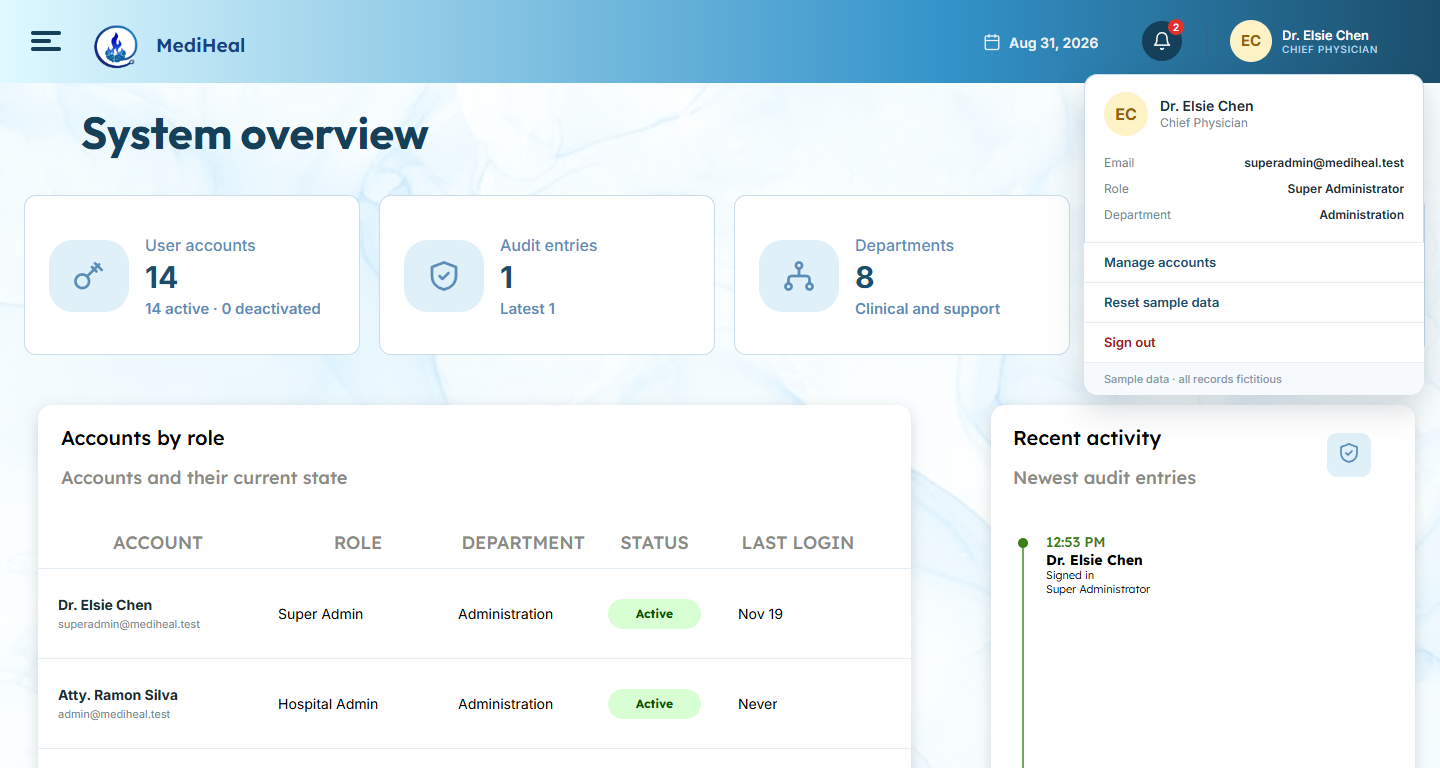 MediHeal
Aug 31, 2026
2
EC
Dr. Elsie Chen
CHIEF PHYSICIAN
System overview
EC
Dr. Elsie Chen
Chief Physician
Email superadmin@mediheal.test
Role Super Administrator
Department Administration
Manage accounts
Reset sample data
Sign out
Sample data · all records fictitious
User accounts
14
14 active · 0 deactivated
Audit entries
1
Latest 1
Departments
8
Clinical and support
Accounts by role
Accounts and their current state
ACCOUNT ROLE DEPARTMENT STATUS LAST LOGIN
Dr. Elsie Chen
superadmin@mediheal.test
Super Admin Administration Active Nov 19
Atty. Ramon Silva
admin@mediheal.test
Hospital Admin Administration Active Never
Recent activity
Newest audit entries
12:53 PM
Dr. Elsie Chen
Signed in
Super Administrator